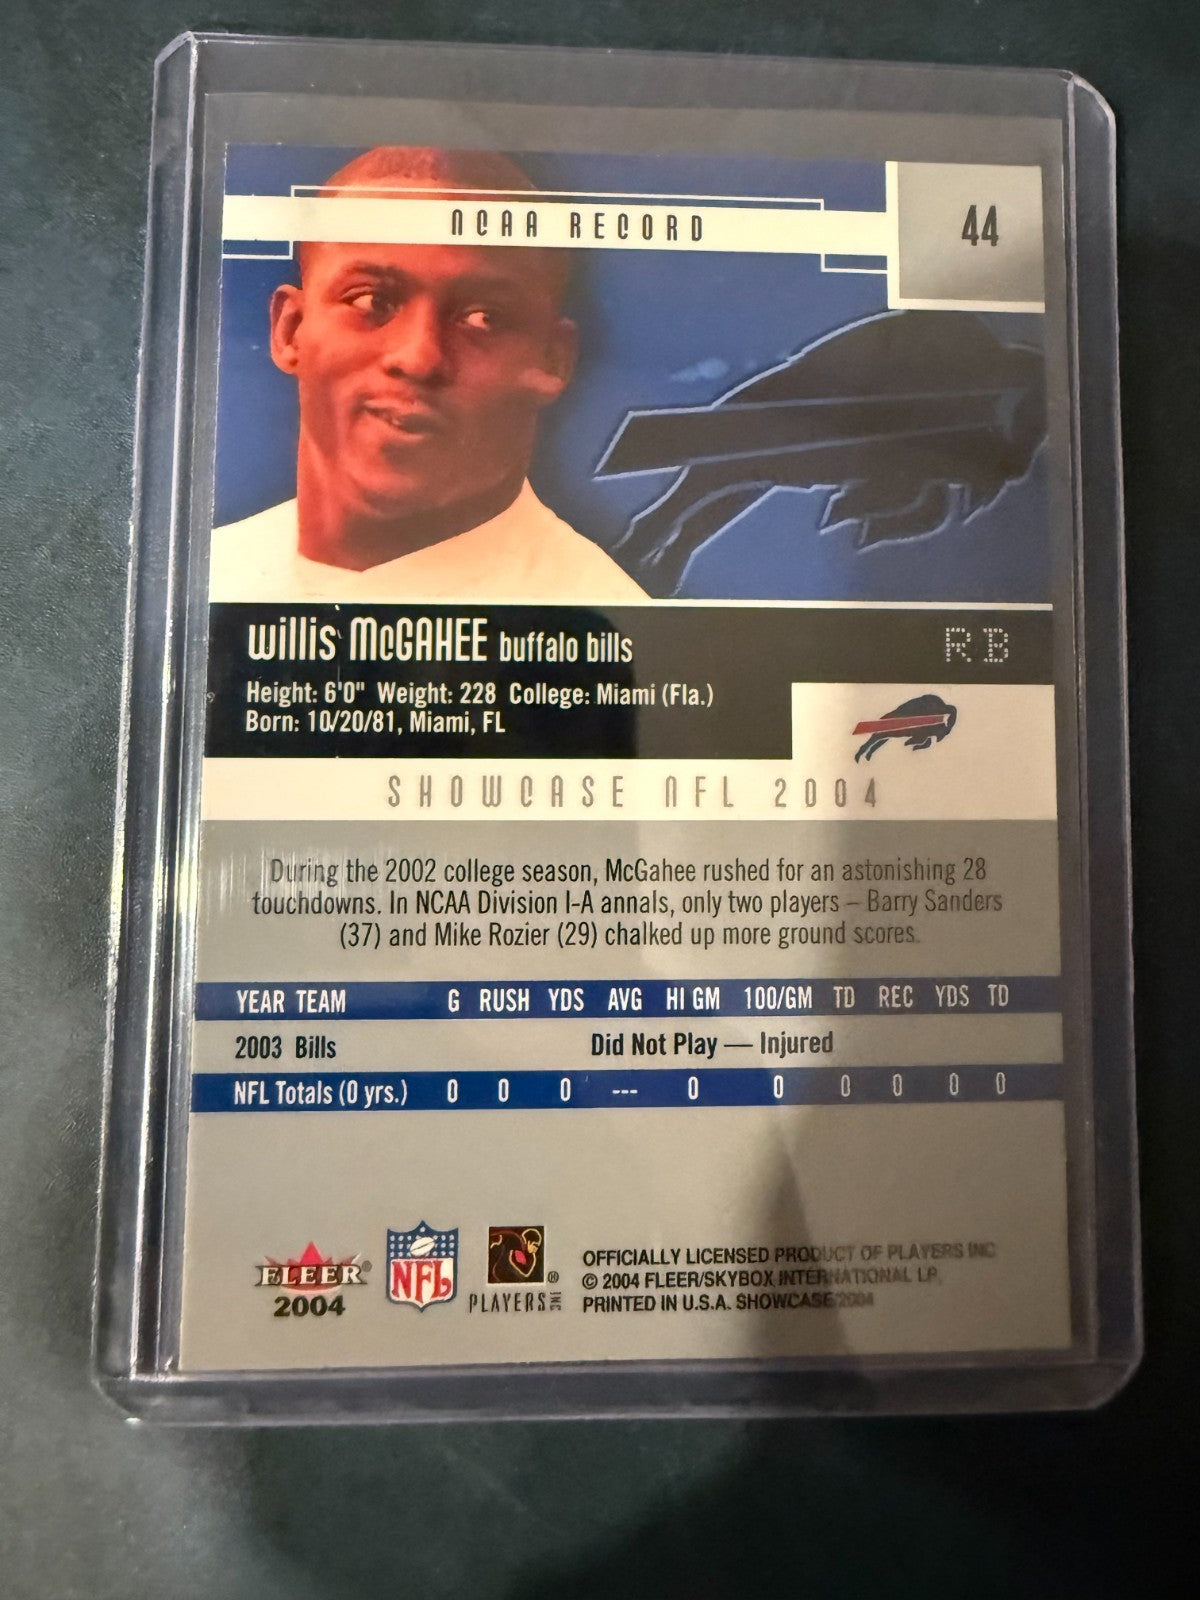 NCAA RECORD
44
willis McGAHEE buffalo bills
RB
Height: 6'0" Weight: 228 College: Miami (Fla.)
Born: 10/20/81, Miami, FL
SHOWCASE NFL 2004
During the 2002 college season, McGahee rushed for an astonishing 28
touchdowns. In NCAA Division I-A annals, only two players – Barry Sanders
(37) and Mike Rozier (29) chalked up more ground scores.
YEAR TEAM G RUSH YDS AVG HI GM 100/GM TD REC YDS TD
2003 Bills Did Not Play — Injured
NFL Totals (0 yrs.) 0 0 0 --- 0 0 0 0 0 0
FLEER®
2004
NFL
®
PLAYERS INC
OFFICIALLY LICENSED PRODUCT OF PLAYERS INC
© 2004 FLEER/SKYBOX INTERNATIONAL LP.
PRINTED IN U.S.A. SHOWCASE 2004